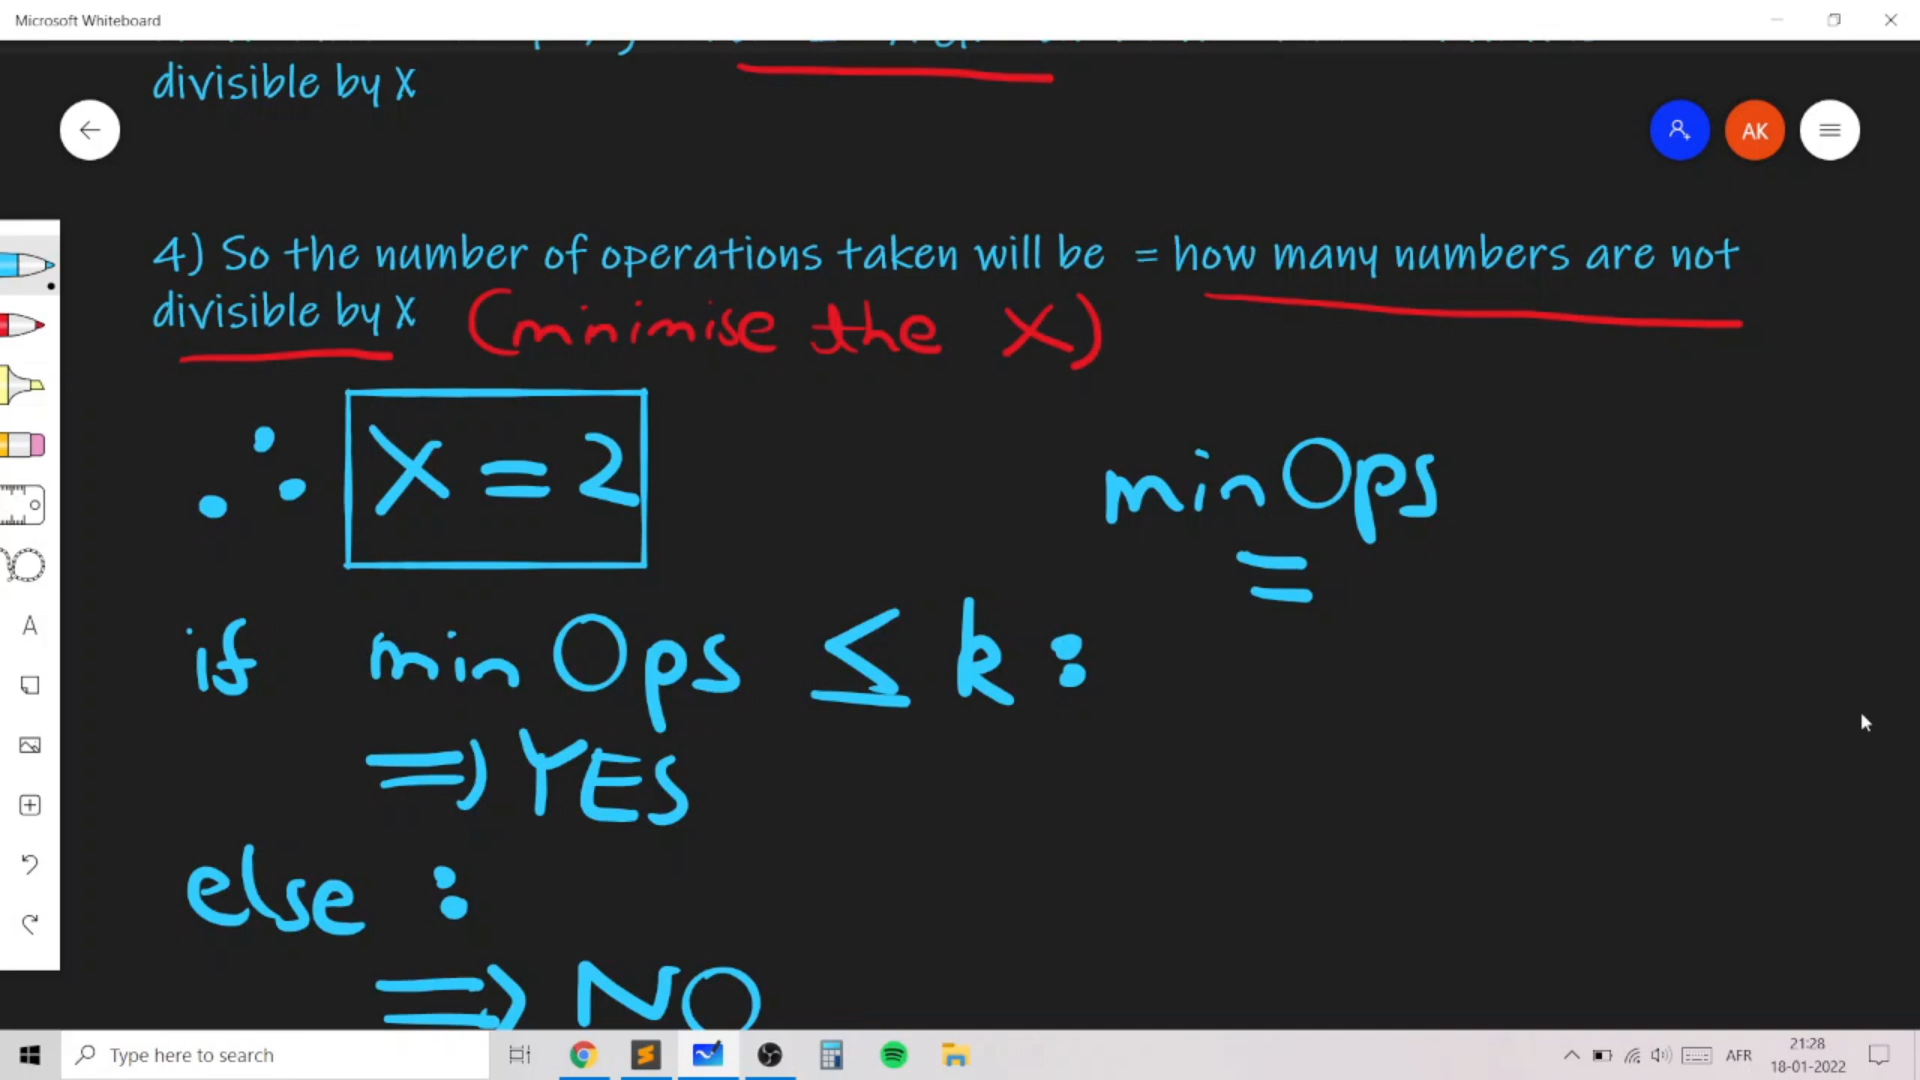 Microsoft Whiteboard
divisible by X
AK
4) So the number of operations taken will be = how many numbers are not
divisible by X (minimise the X)
∴ X = 2
minOps
=
if minOps ≤ k :
=> YES
else :
=> NO
A
Type here to search
AFR
21:28
18-01-2022